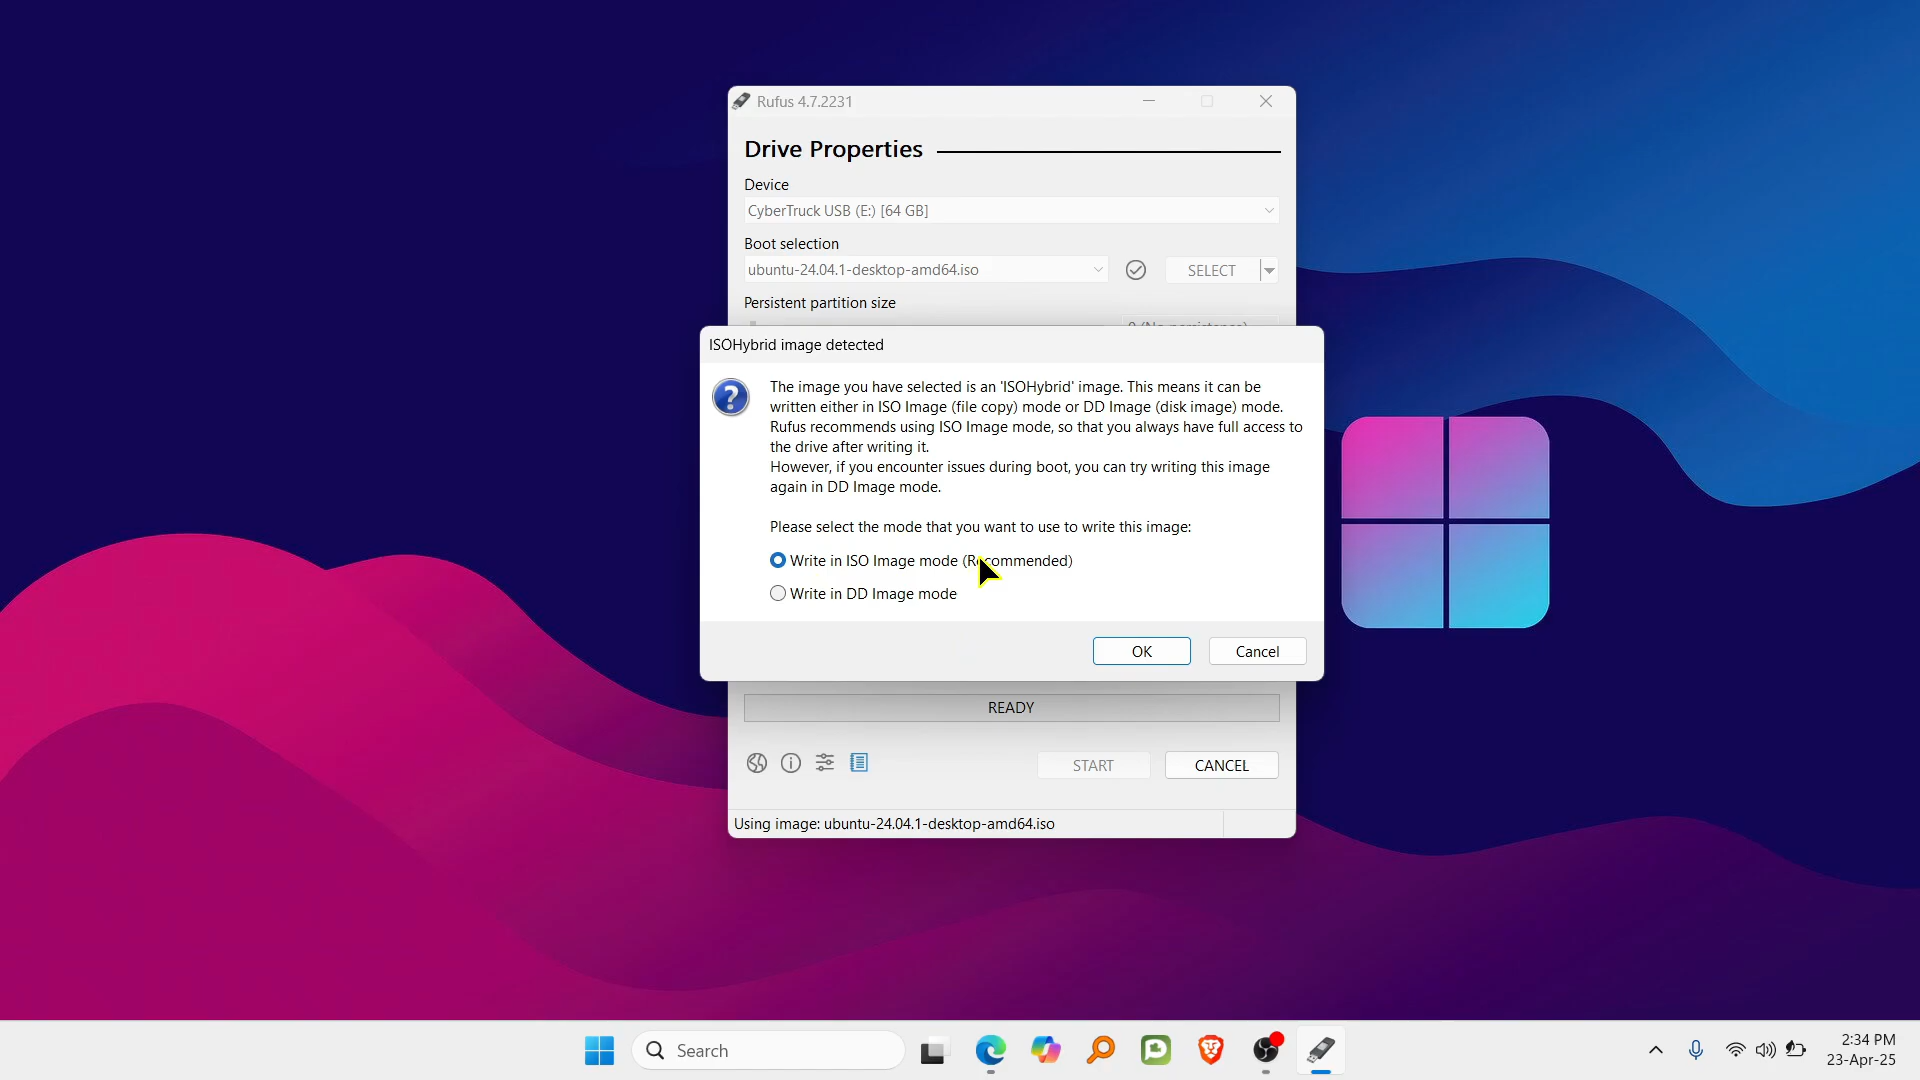 Rufus 4.7.2231
Drive Properties
Device
CyberTruck USB (E:) [64 GB]
Boot selection
ubuntu-24.04.1-desktop-amd64.iso
SELECT
Persistent partition size
0 (No persistence)
ISOHybrid image detected
The image you have selected is an 'ISOHybrid' image. This means it can be
written either in ISO Image (file copy) mode or DD Image (disk image) mode.
Rufus recommends using ISO Image mode, so that you always have full access to
the drive after writing it.
However, if you encounter issues during boot, you can try writing this image
again in DD Image mode.
Please select the mode that you want to use to write this image:
Write in ISO Image mode (Recommended)
Write in DD Image mode
OK
Cancel
READY
START
CANCEL
Using image: ubuntu-24.04.1-desktop-amd64.iso
Search
2:34 PM
23-Apr-25